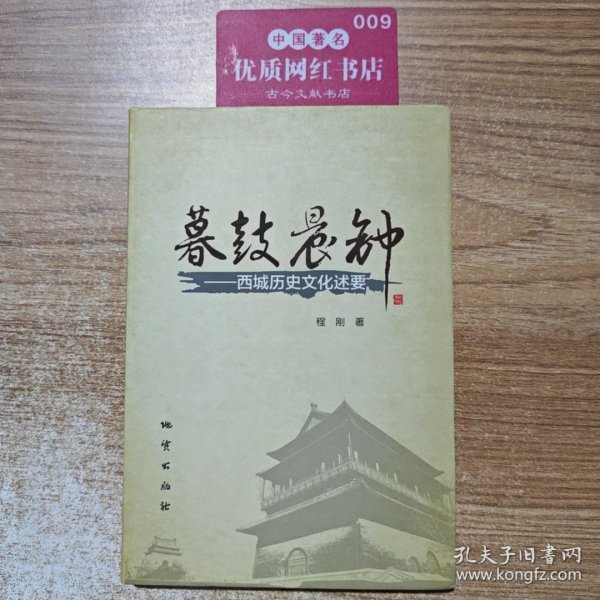 009
中国著名
优质网红书店
古今文献书店
暮鼓晨钟
——西城历史文化述要
程 刚 著
地质出版社
孔夫子旧书网
www.kongfz.com